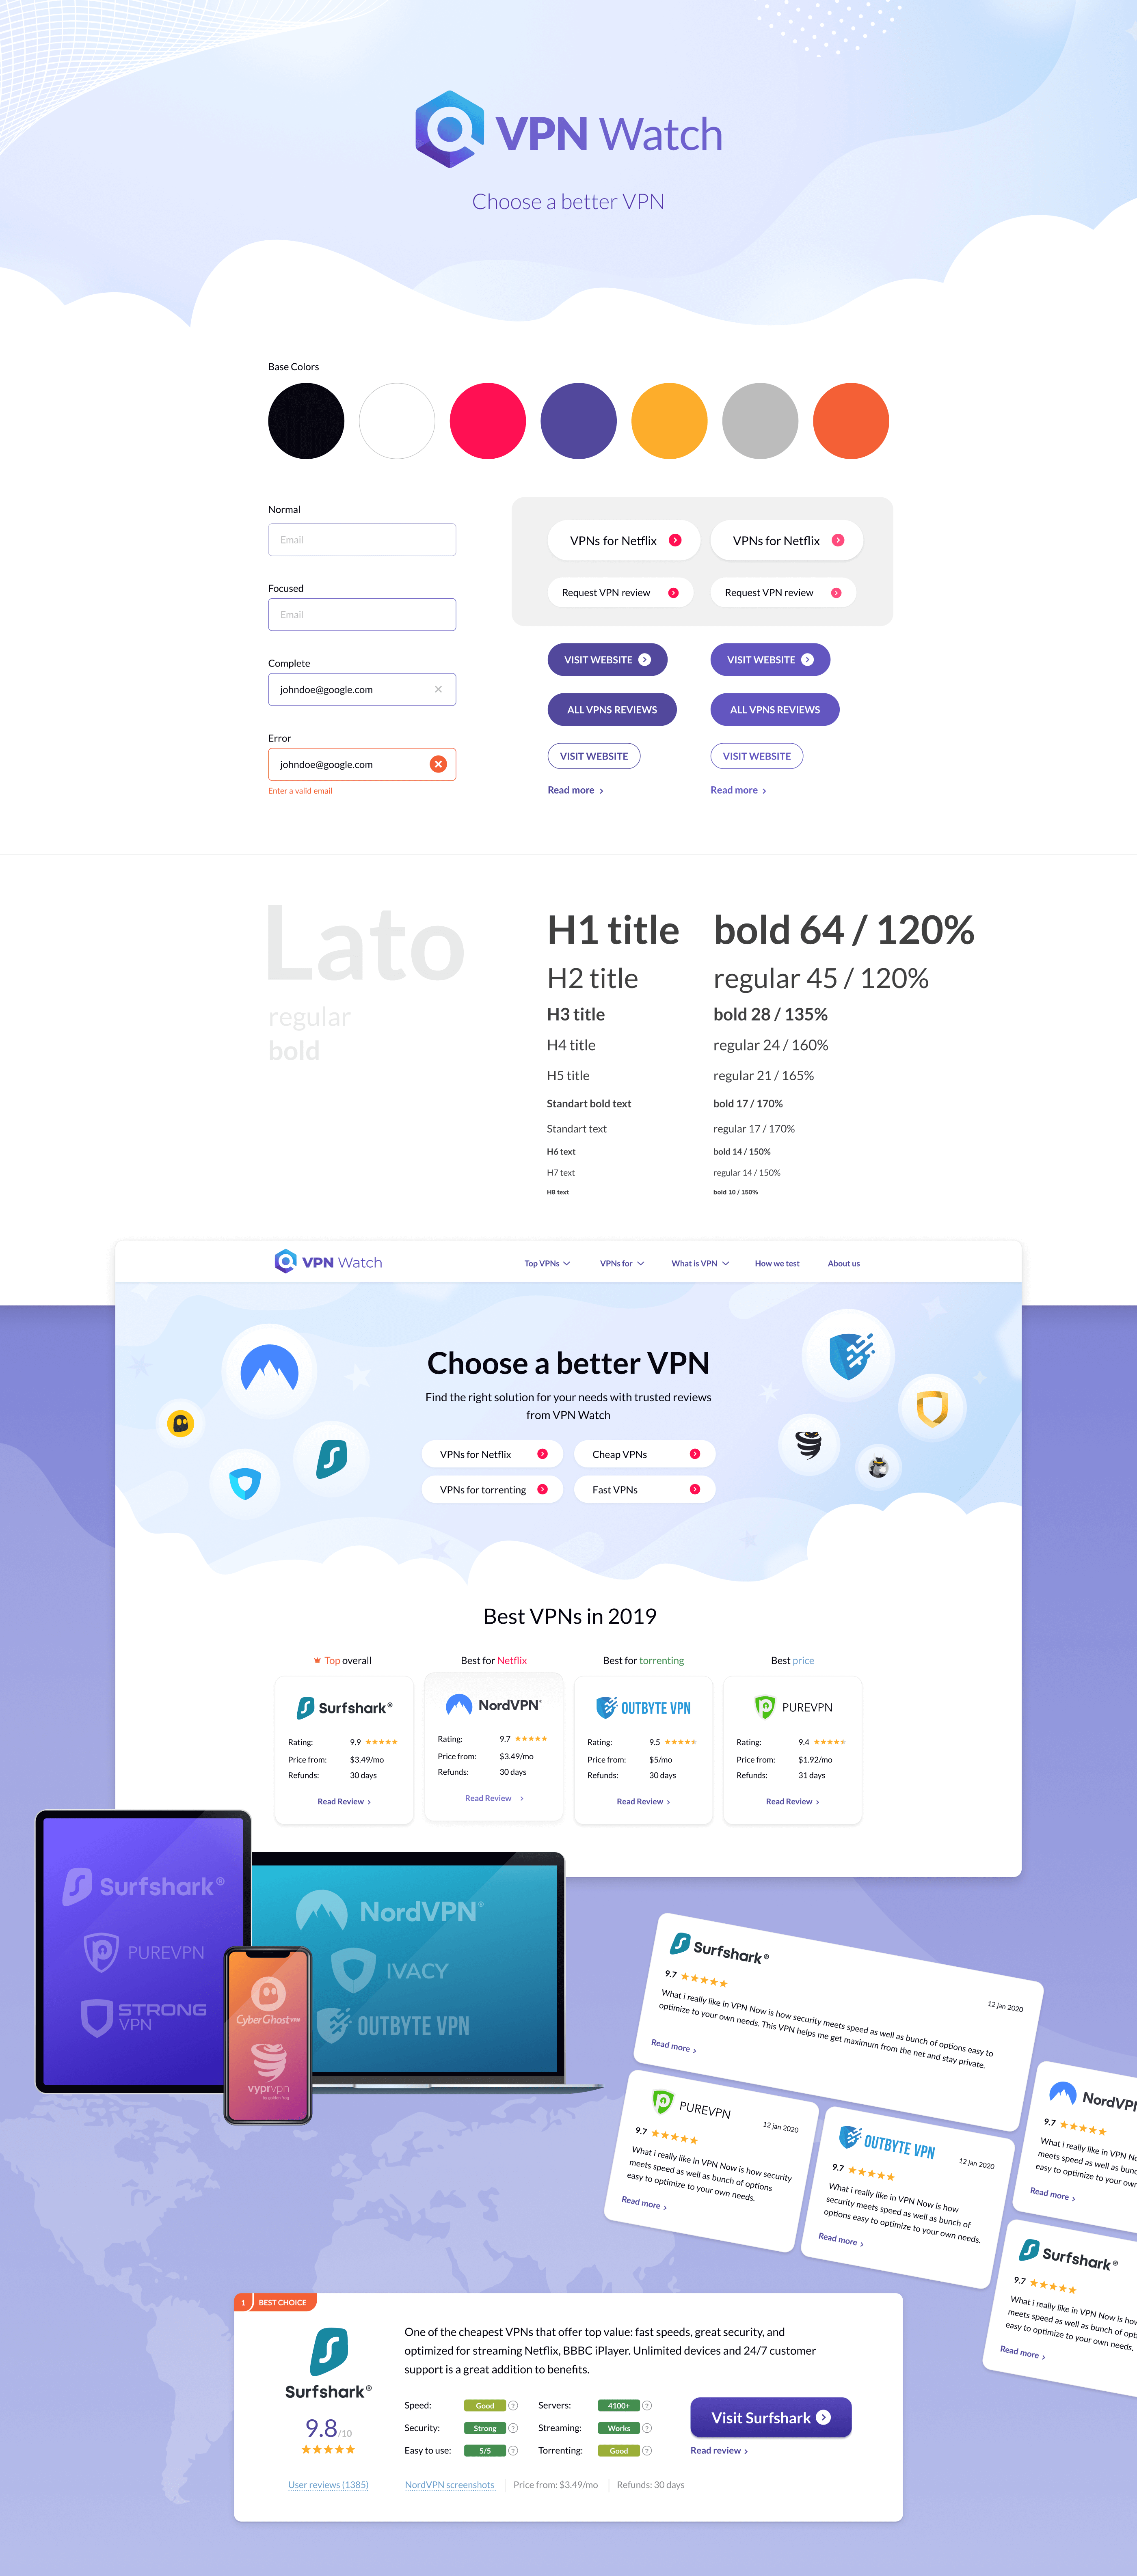 VPN Watch
Choose a better VPN
Base Colors
Normal
Email
Focused
Email
Complete
johndoe@google.com
Error
johndoe@google.com
Enter a valid email
VPNs for Netflix
VPNs for Netflix
Request VPN review
Request VPN review
VISIT WEBSITE
VISIT WEBSITE
ALL VPNS REVIEWS
ALL VPNS REVIEWS
VISIT WEBSITE
VISIT WEBSITE
Read more
Read more
Lato
regular
bold
H1 title bold 64 / 120%
H2 title regular 45 / 120%
H3 title bold 28 / 135%
H4 title regular 24 / 160%
H5 title regular 21 / 165%
Standart bold text bold 17 / 170%
Standart text regular 17 / 170%
H6 text bold 14 / 150%
H7 text regular 14 / 150%
H8 text bold 10 / 150%
VPN Watch
Top VPNs VPNs for What is VPN How we test About us
Choose a better VPN
Find the right solution for your needs with trusted reviews
from VPN Watch
VPNs for Netflix
Cheap VPNs
VPNs for torrenting
Fast VPNs
Best VPNs in 2019
Top overall
Surfshark®
Rating: 9.9
Price from: $3.49/mo
Refunds: 30 days
Read Review
Best for Netflix
NordVPN®
Rating: 9.7
Price from: $3.49/mo
Refunds: 30 days
Read Review
Best for torrenting
OUTBYTE VPN
Rating: 9.5
Price from: $5/mo
Refunds: 30 days
Read Review
Best price
PUREVPN
Rating: 9.4
Price from: $1.92/mo
Refunds: 31 days
Read Review
Surfshark®
PUREVPN
STRONG
VPN
NordVPN®
IVACY
OUTBYTE VPN
CyberGhost VPN
vyprvpn
Surfshark®
9.7
12 jan 2020
What i really like in VPN Now is how security meets speed as well as bunch of options easy to
optimize to your own needs. This VPN helps me get maximum from the net and stay private.
Read more
PUREVPN
12 jan 2020
9.7
What i really like in VPN Now is how security
meets speed as well as bunch of options
easy to optimize to your own needs.
Read more
OUTBYTE VPN
12 jan 2020
9.7
What i really like in VPN Now is how
security meets speed as well as bunch of
options easy to optimize to your own needs.
Read more
NordVPN
9.7
What i really like in VPN No
meets speed as well as bunc
easy to optimize to your own
Read more
Surfshark®
9.7
What i really like in VPN Now is how
meets speed as well as bunch of opt
easy to optimize to your own needs.
Read more
1 BEST CHOICE
Surfshark®
9.8/10
User reviews (1385)
One of the cheapest VPNs that offer top value: fast speeds, great security, and
optimized for streaming Netflix, BBBC iPlayer. Unlimited devices and 24/7 customer
support is a great addition to benefits.
Speed: Good ? Servers: 4100+ ?
Security: Strong ? Streaming: Works ?
Easy to use: 5/5 ? Torrenting: Good ?
Visit Surfshark
Read review
NordVPN screenshots Price from: $3.49/mo Refunds: 30 days